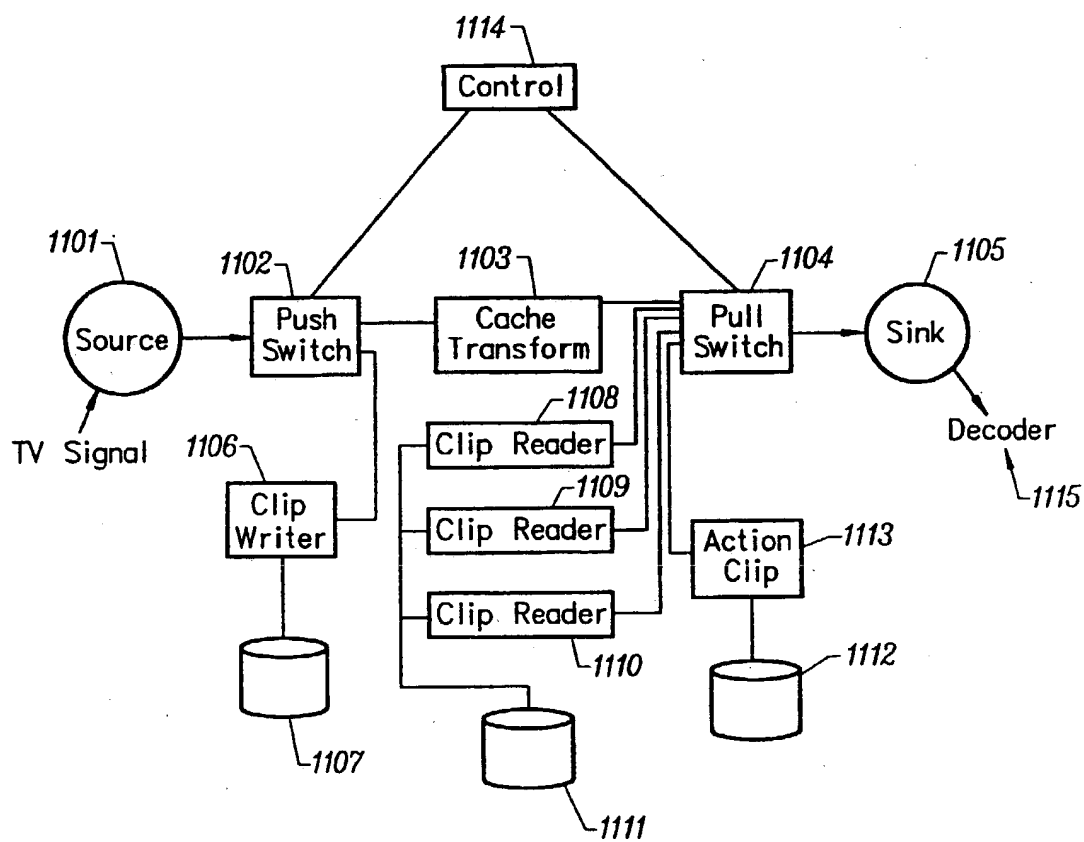 1114
Control
1101
1102
1103
1104
1105
Source
Push
Switch
Cache
Transform
Pull
Switch
Sink
TV Signal
1106
Clip
Writer
1108
Clip Reader
1109
Clip Reader
Clip Reader
1110
Decoder
1115
Action
Clip
1113
1107
1111
1112